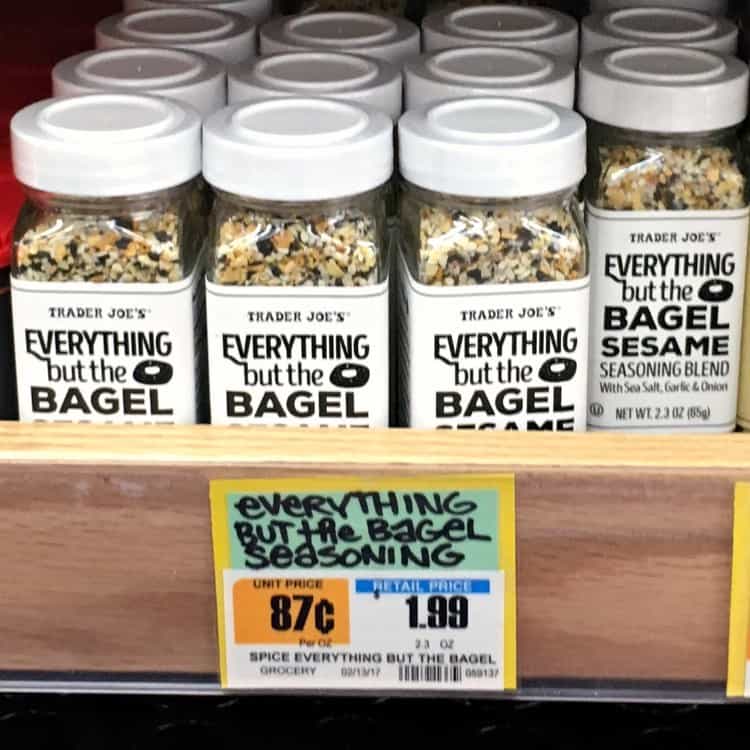 TRADER JOE'S
EVERYTHING
but the
BAGEL
TRADER JOE'S
EVERYTHING
but the
BAGEL
TRADER JOE'S
EVERYTHING
but the
BAGEL
SESAME
TRADER JOE'S
EVERYTHING
but the
BAGEL
SESAME
SEASONING BLEND
With Sea Salt, Garlic & Onion
U NET WT. 2.3 OZ (65g)
eVeRYTHING
BUT the BaGeL
SeaSONING
UNIT PRICE
87¢
Per OZ
RETAIL PRICE
$1.99
2.3 OZ
SPICE EVERYTHING BUT THE BAGEL
GROCERY 02/13/17 059137